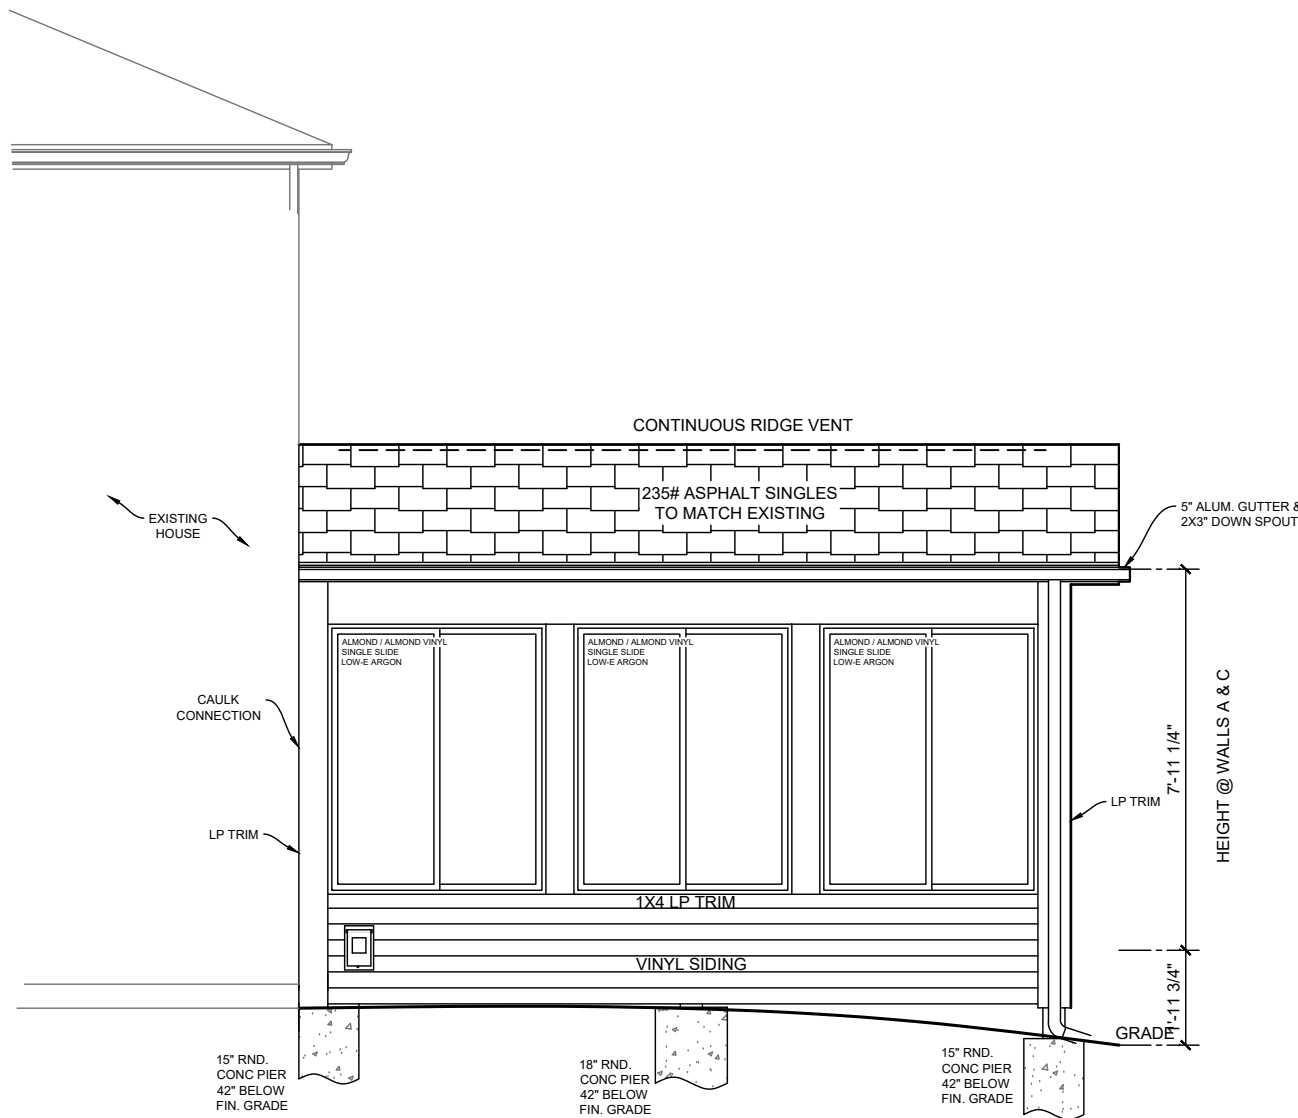 CONTINUOUS RIDGE VENT
235# ASPHALT SINGLES
TO MATCH EXISTING
5" ALUM. GUTTER &
2X3" DOWN SPOUT
EXISTING
HOUSE
ALMOND / ALMOND VINYL
SINGLE SLIDE
LOW-E ARGON
ALMOND / ALMOND VINYL
SINGLE SLIDE
LOW-E ARGON
ALMOND / ALMOND VINYL
SINGLE SLIDE
LOW-E ARGON
CAULK
CONNECTION
7'-11 1/4"
HEIGHT @ WALLS A & C
LP TRIM
LP TRIM
1X4 LP TRIM
VINYL SIDING
1'-11 3/4"
GRADE
15" RND.
CONC PIER
42" BELOW
FIN. GRADE
18" RND.
CONC PIER
42" BELOW
FIN. GRADE
15" RND.
CONC PIER
42" BELOW
FIN. GRADE